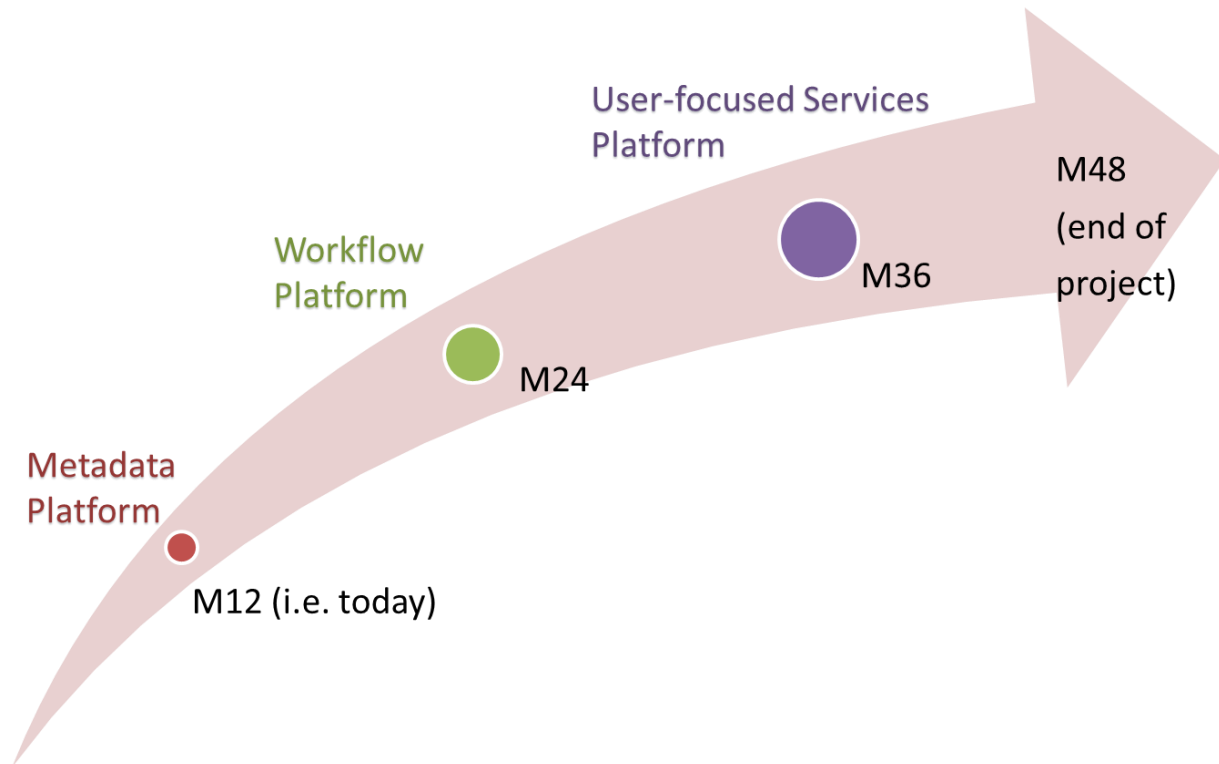 User-focused Services
Platform
M48
(end of
project)
Workflow
Platform
M36
M24
Metadata
Platform
M12 (i.e. today)